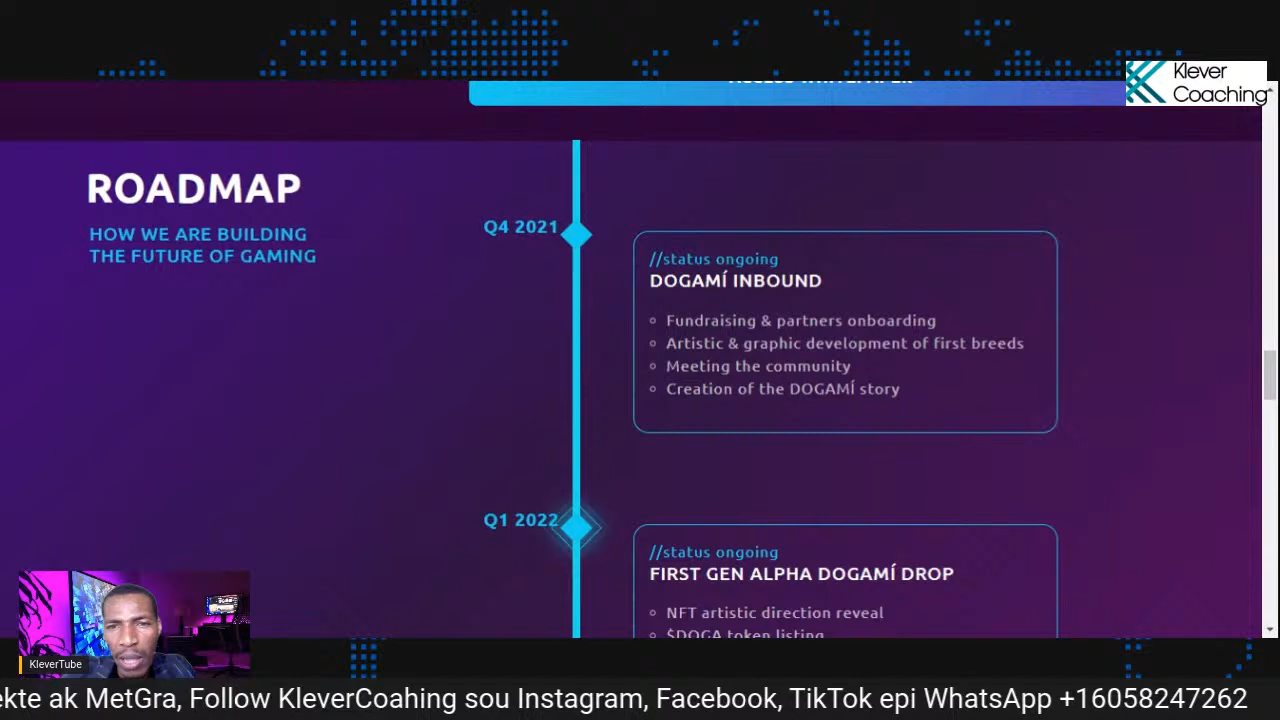 Klever
Coaching
ROADMAP
HOW WE ARE BUILDING
THE FUTURE OF GAMING
Q4 2021
//status ongoing
DOGAMÍ INBOUND
Fundraising & partners onboarding
Artistic & graphic development of first breeds
Meeting the community
Creation of the DOGAMÍ story
Q1 2022
//status ongoing
FIRST GEN ALPHA DOGAMÍ DROP
NFT artistic direction reveal
$DOGA token listing
KleverTube
ekte ak MetGra, Follow KleverCoahing sou Instagram, Facebook, TikTok epi WhatsApp +16058247262